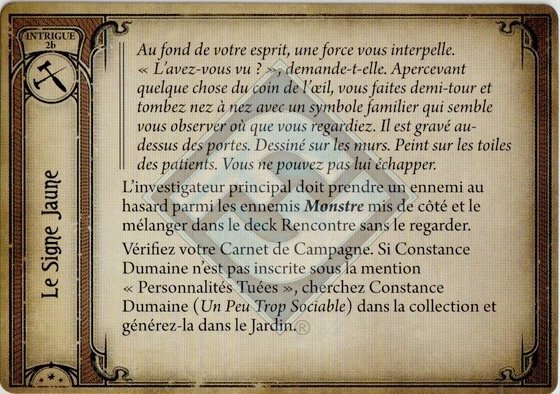 INTRIGUE
2b
Le Signe Jaune
Au fond de votre esprit, une force vous interpelle.
« L'avez-vous vu ? », demande-t-elle. Apercevant
quelque chose du coin de l'œil, vous faites demi-tour et
tombez nez à nez avec un symbole familier qui semble
vous observer où que vous regardiez. Il est gravé au-
dessus des portes. Dessiné sur les murs. Peint sur les toiles
des patients. Vous ne pouvez pas lui échapper.
L'investigateur principal doit prendre un ennemi au
hasard parmi les ennemis Monstre mis de côté et le
mélanger dans le deck Rencontre sans le regarder.
Vérifiez votre Carnet de Campagne. Si Constance
Dumaine n'est pas inscrite sous la mention
« Personnalités Tuées », cherchez Constance
Dumaine (Un Peu Trop Sociable) dans la collection et
générez-la dans le Jardin.
®